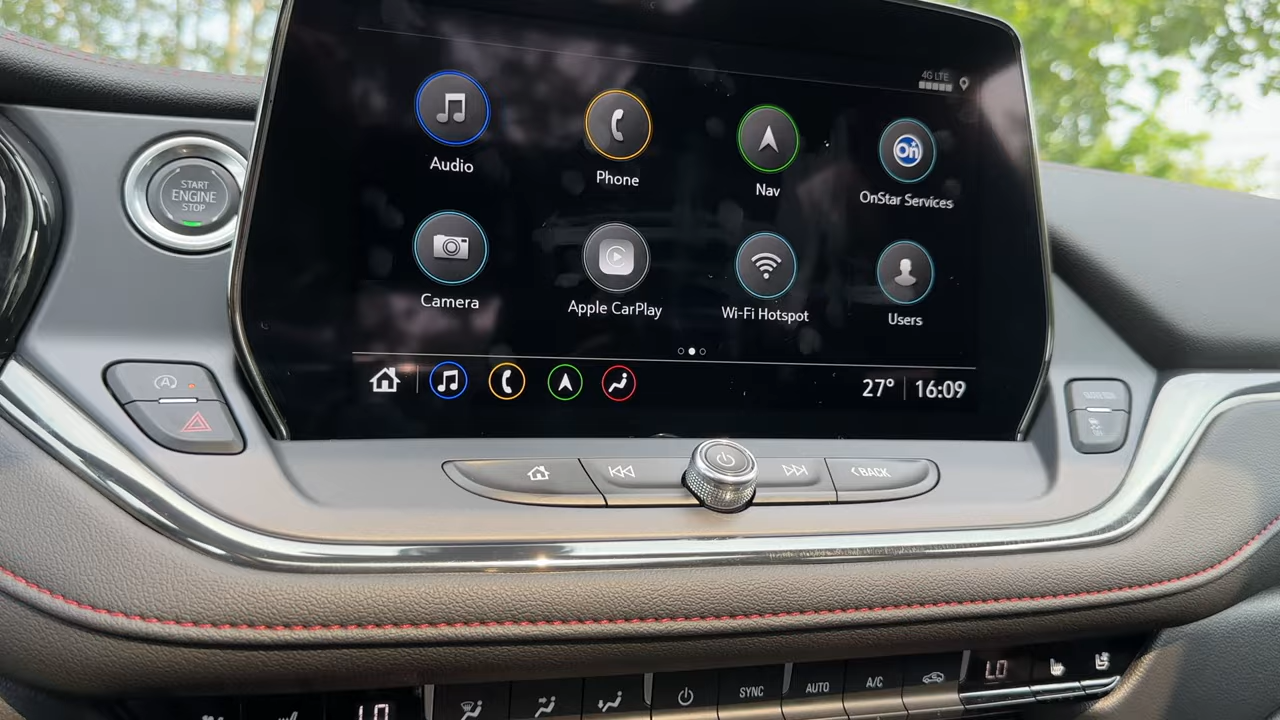 4G LTE
START
ENGINE
STOP
Audio
Phone
Nav
On
OnStar Services
Camera
Apple CarPlay
Wi-Fi Hotspot
Users
A
27° 16:09
BACK
LO
SYNC
AUTO
A/C
LO